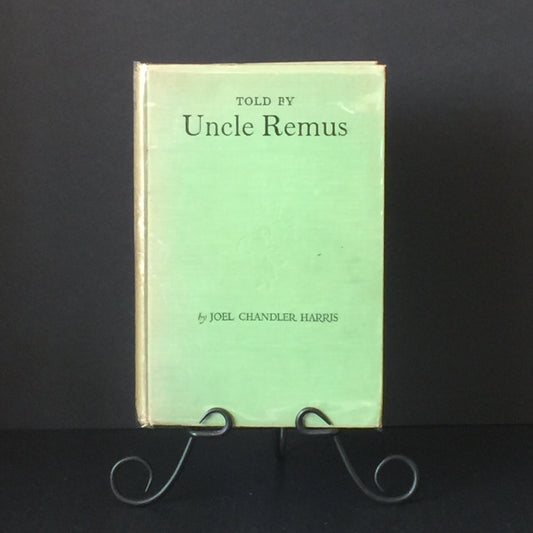 TOLD BY
Uncle Remus
by JOEL CHANDLER HARRIS